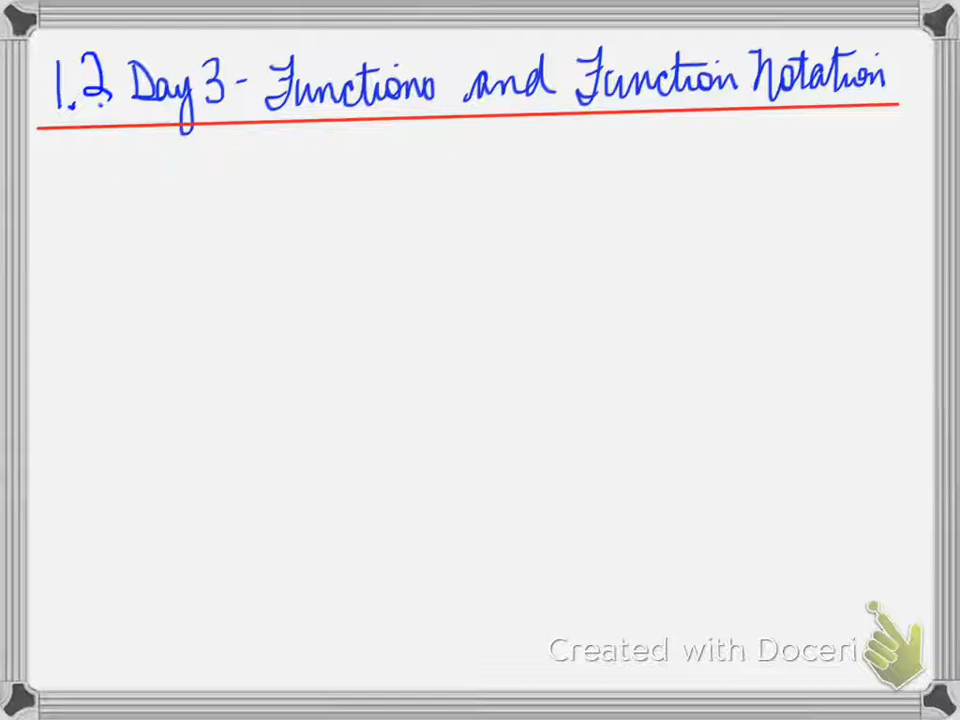 1.2 Day 3 - Functions and Function Notation
Created with Doceri